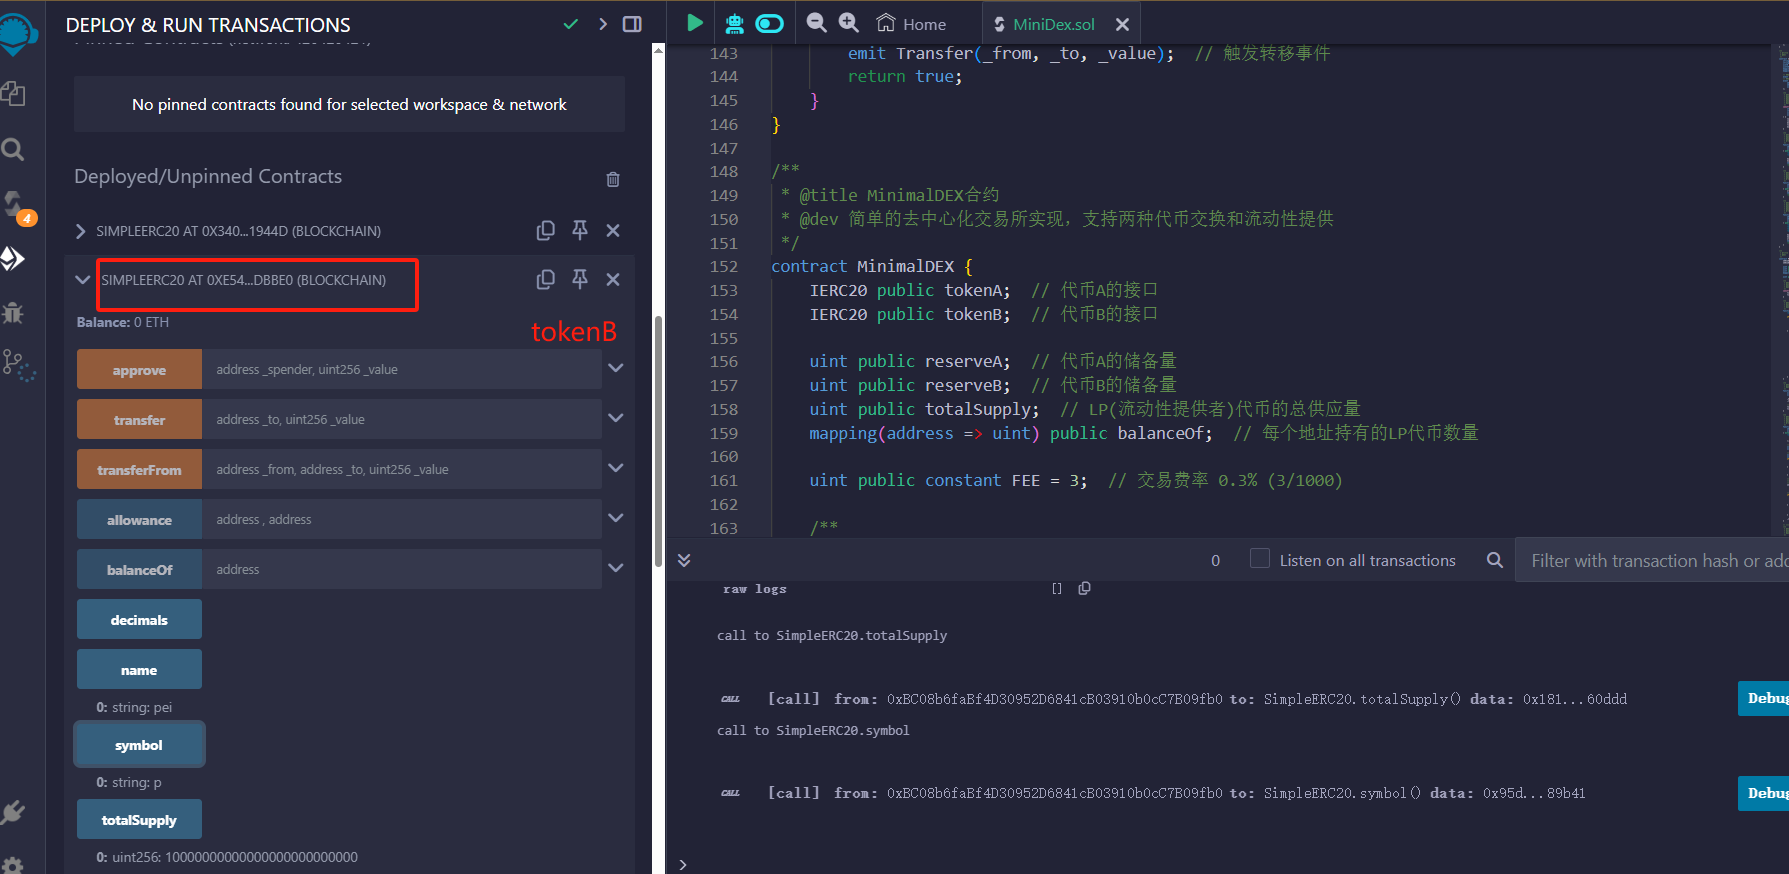 DEPLOY & RUN TRANSACTIONS
No pinned contracts found for selected workspace & network
Deployed/Unpinned Contracts
4
SIMPLEERC20 AT 0X340...1944D (BLOCKCHAIN)
SIMPLEERC20 AT 0XE54...DBBE0 (BLOCKCHAIN)
Balance: 0 ETH
tokenB
approve address _spender, uint256 _value
transfer address _to, uint256 _value
transferFrom address _from, address _to, uint256 _value
allowance address , address
balanceOf address
decimals
name
0: string: pei
symbol
0: string: p
totalSupply
0: uint256: 1000000000000000000000000
Home
MiniDex.sol
143 emit Transfer(_from, _to, _value); // 触发转移事件
144 return true;
145 }
146 }
147
148 /**
149 * @title MinimalDEX合约
150 * @dev 简单的去中心化交易所实现，支持两种代币交换和流动性提供
151 */
152 contract MinimalDEX {
153 IERC20 public tokenA; // 代币A的接口
154 IERC20 public tokenB; // 代币B的接口
155
156 uint public reserveA; // 代币A的储备量
157 uint public reserveB; // 代币B的储备量
158 uint public totalSupply; // LP(流动性提供者)代币的总供应量
159 mapping(address => uint) public balanceOf; // 每个地址持有的LP代币数量
160
161 uint public constant FEE = 3; // 交易费率 0.3% (3/1000)
162
163 /**
0 Listen on all transactions Filter with transaction hash or add
raw logs []
call to SimpleERC20.totalSupply
CALL [call] from: 0xBC08b6faBf4D30952D6841cB03910b0cC7B09fb0 to: SimpleERC20.totalSupply() data: 0x181...60ddd Debug
call to SimpleERC20.symbol
CALL [call] from: 0xBC08b6faBf4D30952D6841cB03910b0cC7B09fb0 to: SimpleERC20.symbol() data: 0x95d...89b41 Debug
>